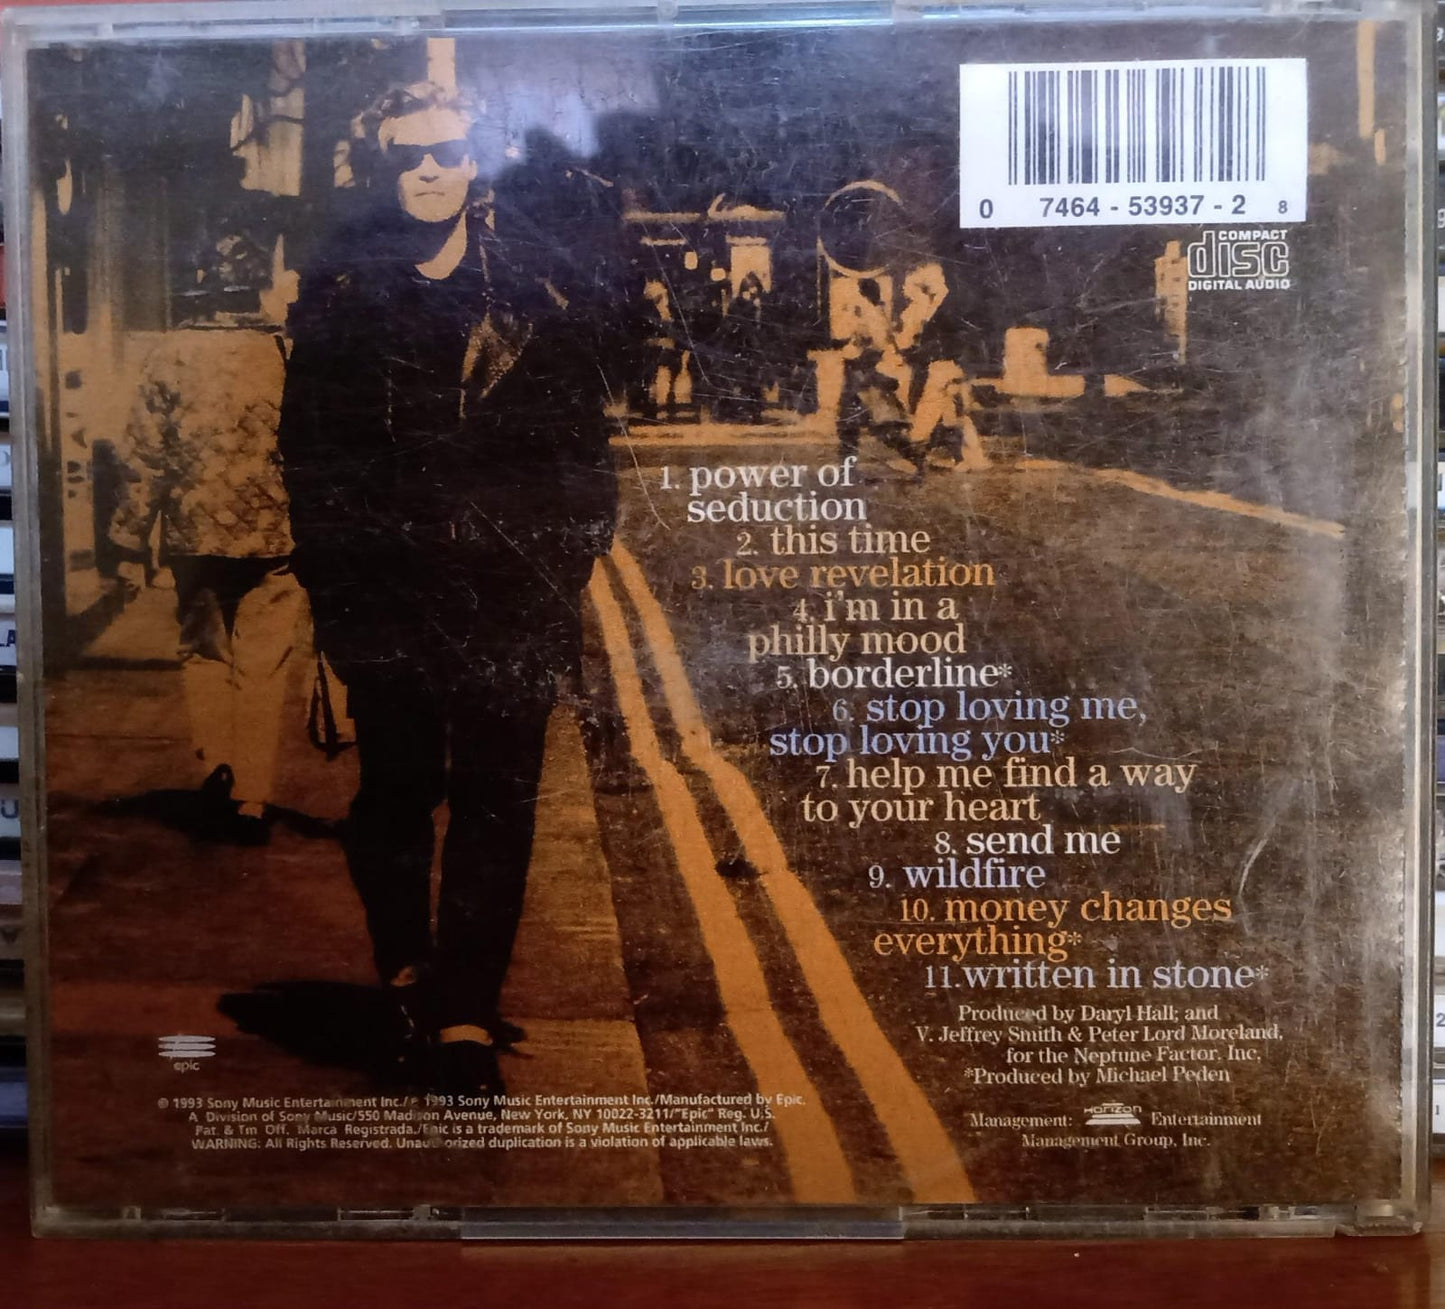 0 7464 - 53937 - 2 8
COMPACT
disc
DIGITAL AUDIO
1. power of
seduction
2. this time
3. love revelation
4. i'm in a
philly mood
5. borderline*
6. stop loving me,
stop loving you*
7. help me find a way
to your heart
8. send me
9. wildfire
10. money changes
everything*
11. written in stone*
Produced by Daryl Hall; and
V. Jeffrey Smith & Peter Lord Moreland,
for the Neptune Factor, Inc.
*Produced by Michael Peden
Management: Horizon Entertainment
Management Group, Inc.
epic
© 1993 Sony Music Entertainment Inc./℗ 1993 Sony Music Entertainment Inc./Manufactured by Epic,
A Division of Sony Music/550 Madison Avenue, New York, NY 10022-3211/"Epic" Reg. U.S.
Pat. & Tm. Off. Marca Registrada./Epic is a trademark of Sony Music Entertainment Inc./
WARNING: All Rights Reserved. Unauthorized duplication is a violation of applicable laws.